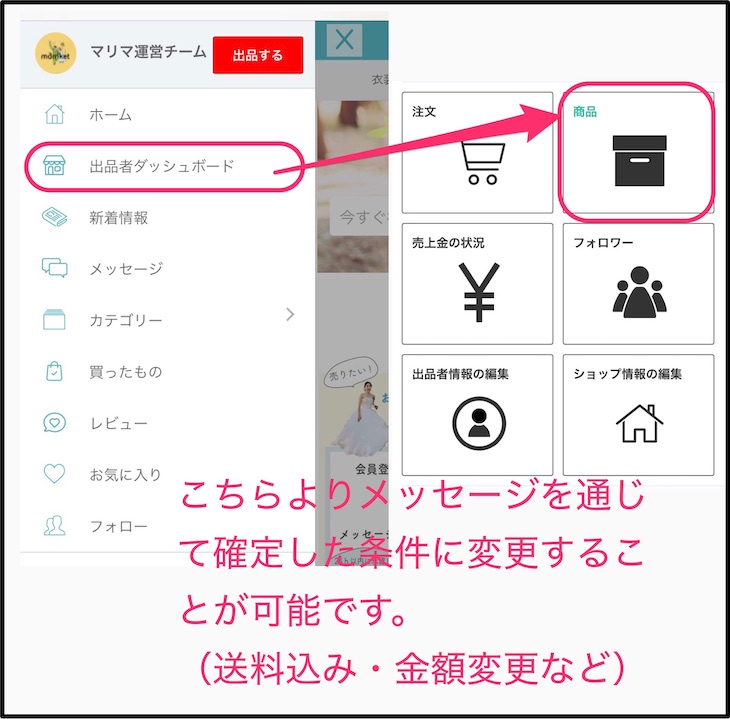 market
マリマ運営チーム
出品する
ホーム
出品者ダッシュボード
新着情報
メッセージ
カテゴリー
買ったもの
レビュー
お気に入り
フォロー
衣装
今すぐ
売りたい！
お
会員登
メッセージ
注文
商品
売上金の状況
フォロワー
出品者情報の編集
ショップ情報の編集
こちらよりメッセージを通じ
て確定した条件に変更するこ
とが可能です。
（送料込み・金額変更など）